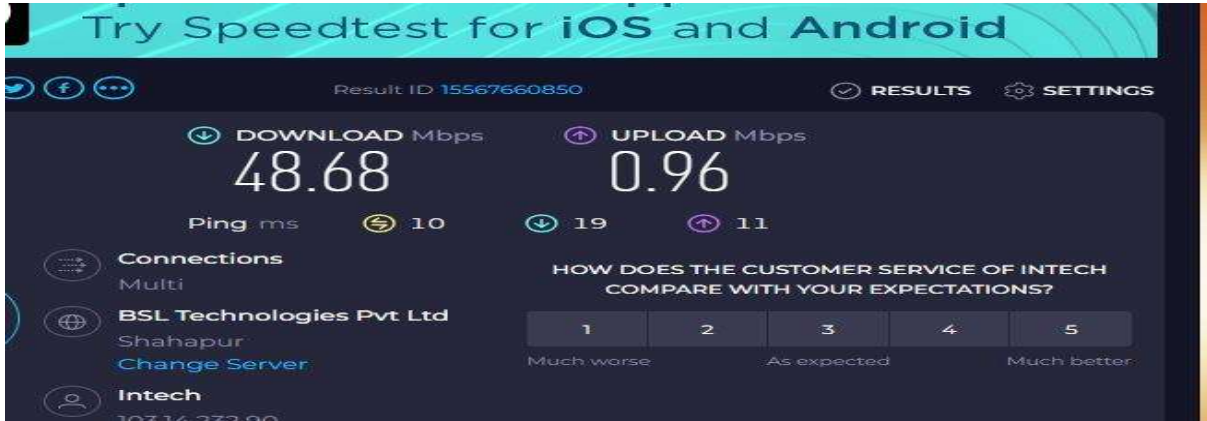 Try Speedtest for iOS and Android
Result ID 15567660850
RESULTS
SETTINGS
DOWNLOAD Mbps
48.68
UPLOAD Mbps
0.96
Ping ms 10 19 11
Connections
Multi
BSL Technologies Pvt Ltd
Shahapur
Change Server
Intech
HOW DOES THE CUSTOMER SERVICE OF INTECH
COMPARE WITH YOUR EXPECTATIONS?
1 2 3 4 5
Much worse As expected Much better